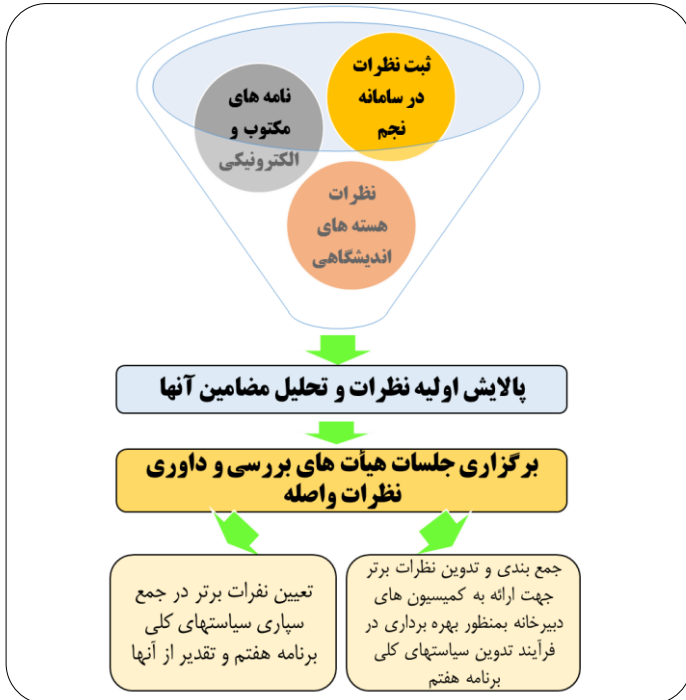 ثبت نظرات
در سامانه
نجم
نامه های
مکتوب و
الکترونیکی
نظرات
هسته های
اندیشگاهی
پالایش اولیه نظرات و تحلیل مضامین آنها
برگزاری جلسات هیأت های بررسی و داوری
نظرات واصله
جمع بندی و تدوین نظرات برتر
جهت ارائه به کمیسیون های
دبیرخانه بمنظور بهره برداری در
فرآیند تدوین سیاستهای کلی
برنامه هفتم
تعیین نفرات برتر در جمع
سپاری سیاستهای کلی
برنامه هفتم و تقدیر از آنها